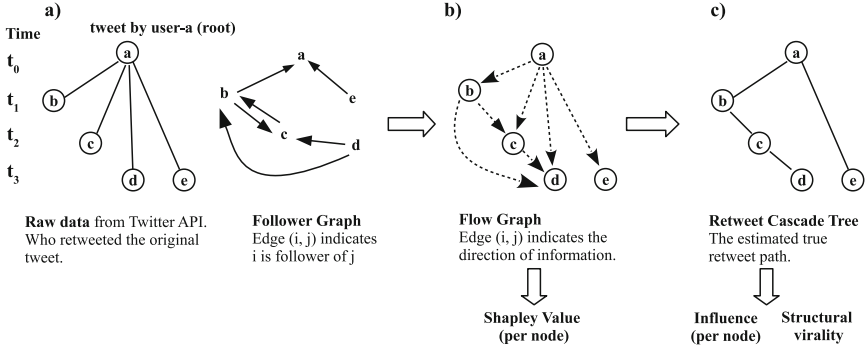 a)
b)
c)
Time
tweet by user-a (root)
t0
t1
t2
t3
a
b
c
d
e
a
b
e
c
d
a
b
c
d
e
a
b
c
d
e
Raw data from Twitter API.
Who retweeted the original
tweet.
Follower Graph
Edge (i, j) indicates
i is follower of j
Flow Graph
Edge (i, j) indicates the
direction of information.
Retweet Cascade Tree
The estimated true
retweet path.
Shapley Value
(per node)
Influence
(per node)
Structural
virality